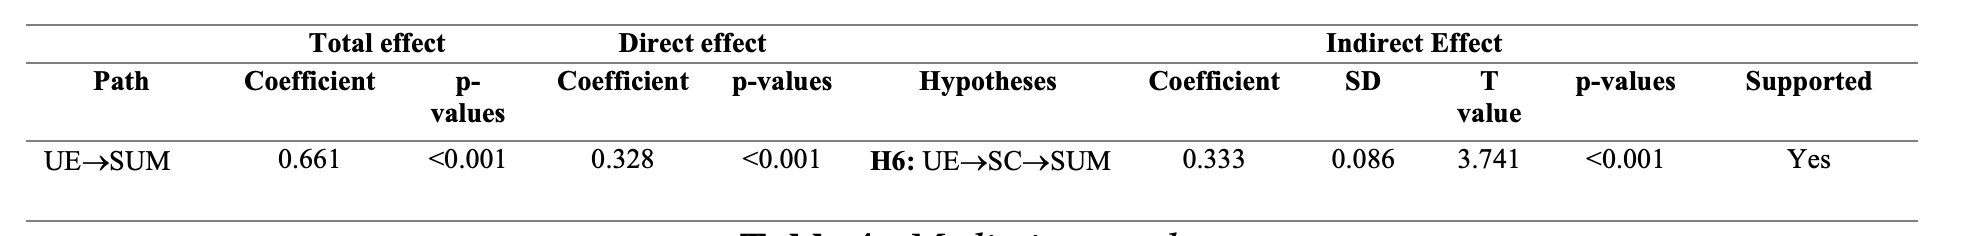 Total effect Direct effect Indirect Effect
Path Coefficient p-values Coefficient p-values Hypotheses Coefficient SD T value p-values Supported
UE→SUM 0.661 <0.001 0.328 <0.001 H6: UE→SC→SUM 0.333 0.086 3.741 <0.001 Yes